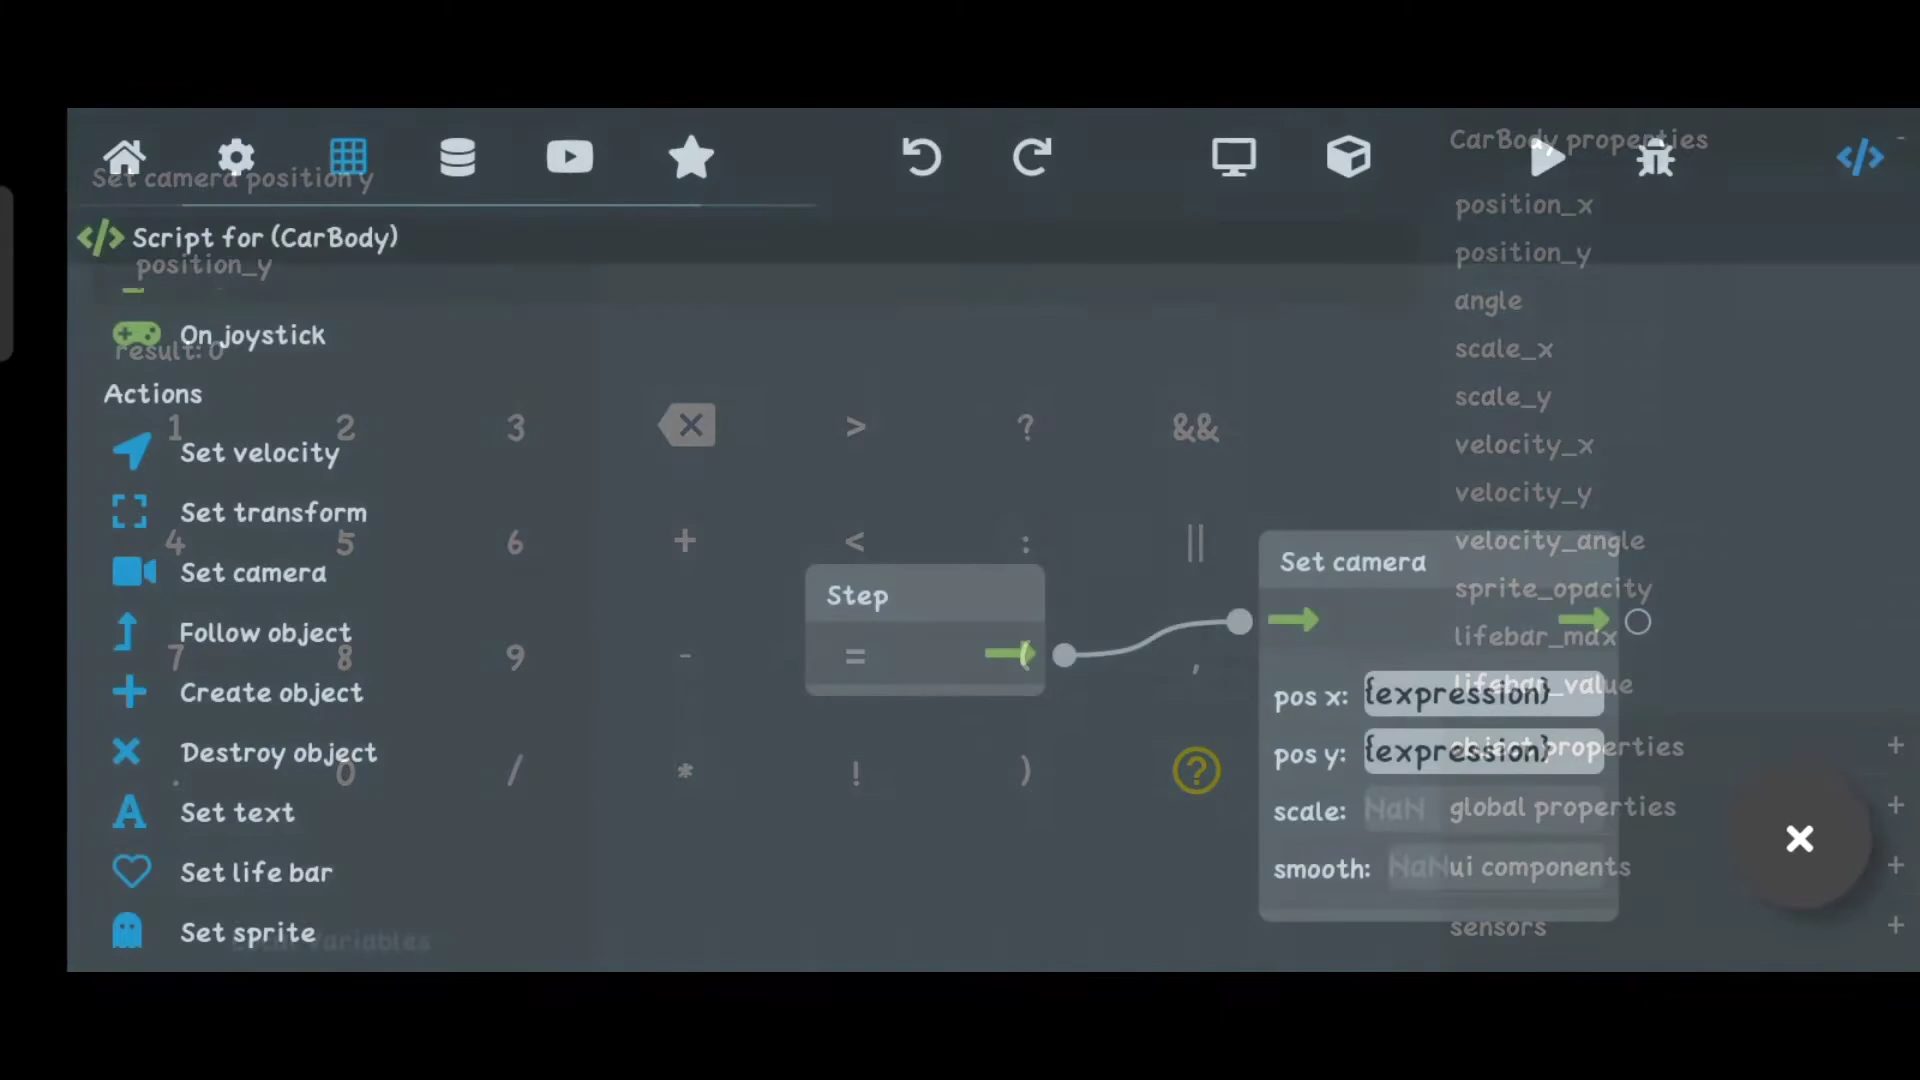 CarBody properties
Set camera position y
position_x
Script for (CarBody)
position_y
position_y
angle
On joystick
result: 0
scale_x
Actions
scale_y
1 2 3 > ? &&
Set velocity
velocity_x
velocity_y
Set transform
4 5 6 + < : ||
velocity_angle
Set camera
Set camera
Step
sprite_opacity
Follow object
lifebar_max
7 8 9 - = ( ,
lifebar_value
Create object
pos x: {expression}
pos y: {expression}
object properties
Destroy object
. 0 / * ! ) ?
Set text
scale: NaN
global properties
Set life bar
smooth: NaN
ui components
Set sprite
sensors